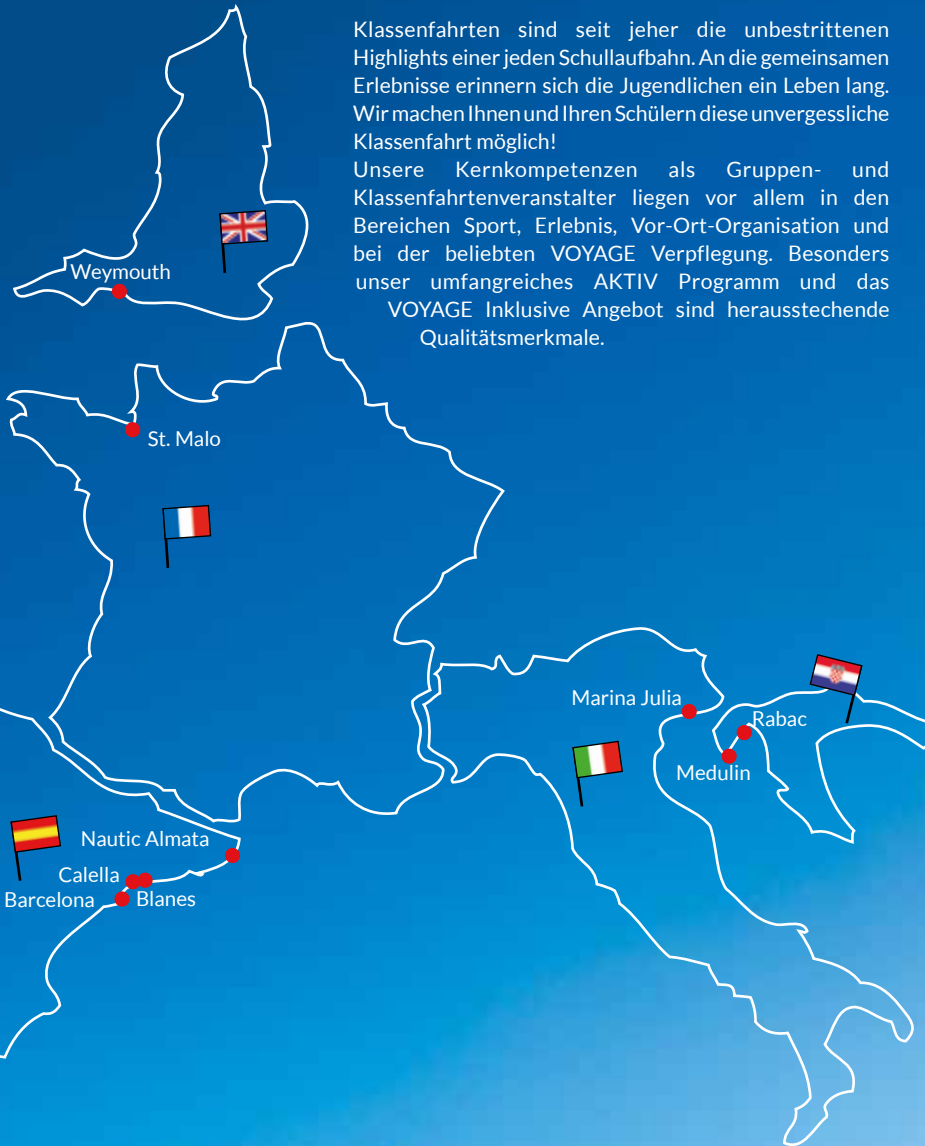 Klassenfahrten sind seit jeher die unbestrittenen
Highlights einer jeden Schullaufbahn. An die gemeinsamen
Erlebnisse erinnern sich die Jugendlichen ein Leben lang.
Wir machen Ihnen und Ihren Schülern diese unvergessliche
Klassenfahrt möglich!
Unsere Kernkompetenzen als Gruppen- und
Klassenfahrtenveranstalter liegen vor allem in den
Bereichen Sport, Erlebnis, Vor-Ort-Organisation und
bei der beliebten VOYAGE Verpflegung. Besonders
unser umfangreiches AKTIV Programm und das
VOYAGE Inklusive Angebot sind herausstechende
Qualitätsmerkmale.
Weymouth
St. Malo
Marina Julia
Rabac
Medulin
Nautic Almata
Calella
Barcelona
Blanes